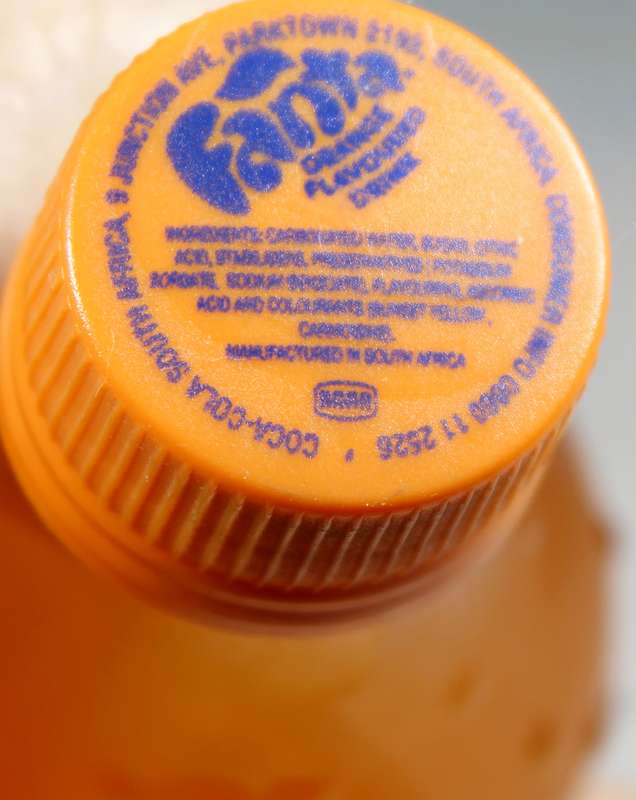 Fanta
ORANGE
FLAVOURED
DRINK
INGREDIENTS: CARBONATED WATER, SUGAR, CITRIC
ACID, STABILISERS, PRESERVATIVES: POTASSIUM
SORBATE, SODIUM BENZOATE, FLAVOURING, ASCORBIC
ACID AND COLOURANTS (SUNSET YELLOW,
CARMOISINE).
MANUFACTURED IN SOUTH AFRICA
COCA-COLA SOUTH AFRICA 9 JUNCTION AVE, PARKTOWN 2193, SOUTH AFRICA CONSUMER INFO 0860 11 2526